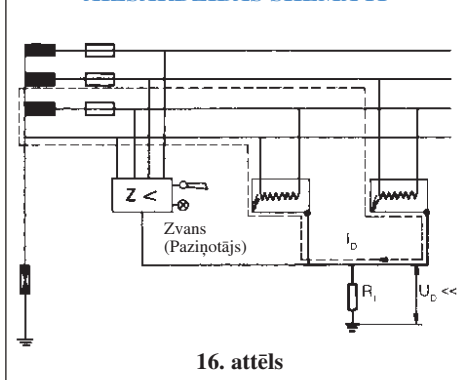 Z <
Zvans
(Paziņotājs)
I_D
R_I
U_D <<
16. attēls